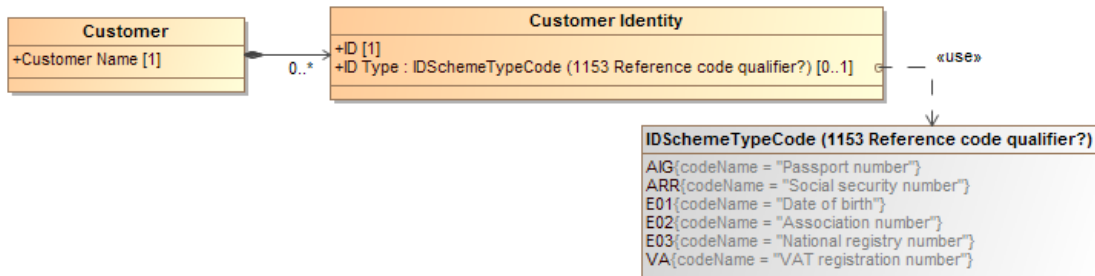 Customer
+Customer Name [1]
0..*
Customer Identity
+ID [1]
+ID Type : IDSchemeTypeCode (1153 Reference code qualifier?) [0..1]
«use»
IDSchemeTypeCode (1153 Reference code qualifier?)
AIG{codeName = "Passport number"}
ARR{codeName = "Social security number"}
E01{codeName = "Date of birth"}
E02{codeName = "Association number"}
E03{codeName = "National registry number"}
VA{codeName = "VAT registration number"}